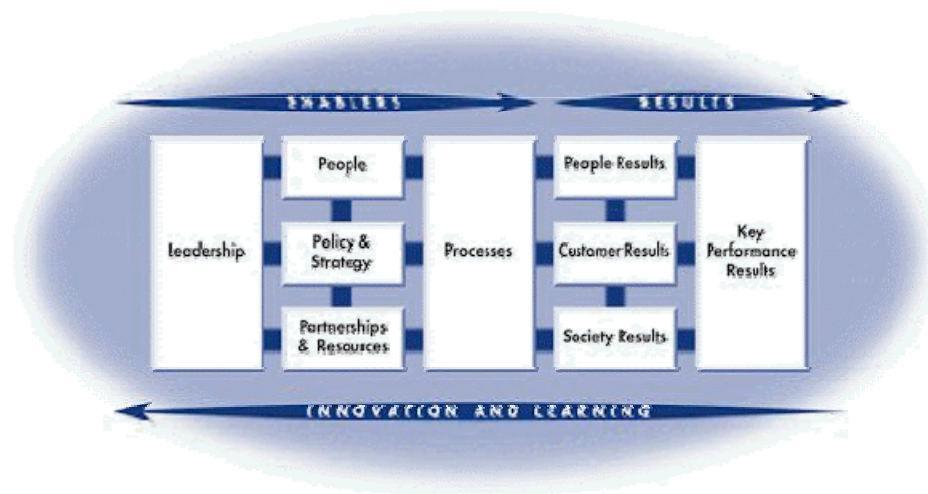 ENABLERS
RESULTS
Leadership
People
Policy &
Strategy
Partnerships
& Resources
Processes
People Results
Customer Results
Society Results
Key
Performance
Results
INNOVATION AND LEARNING